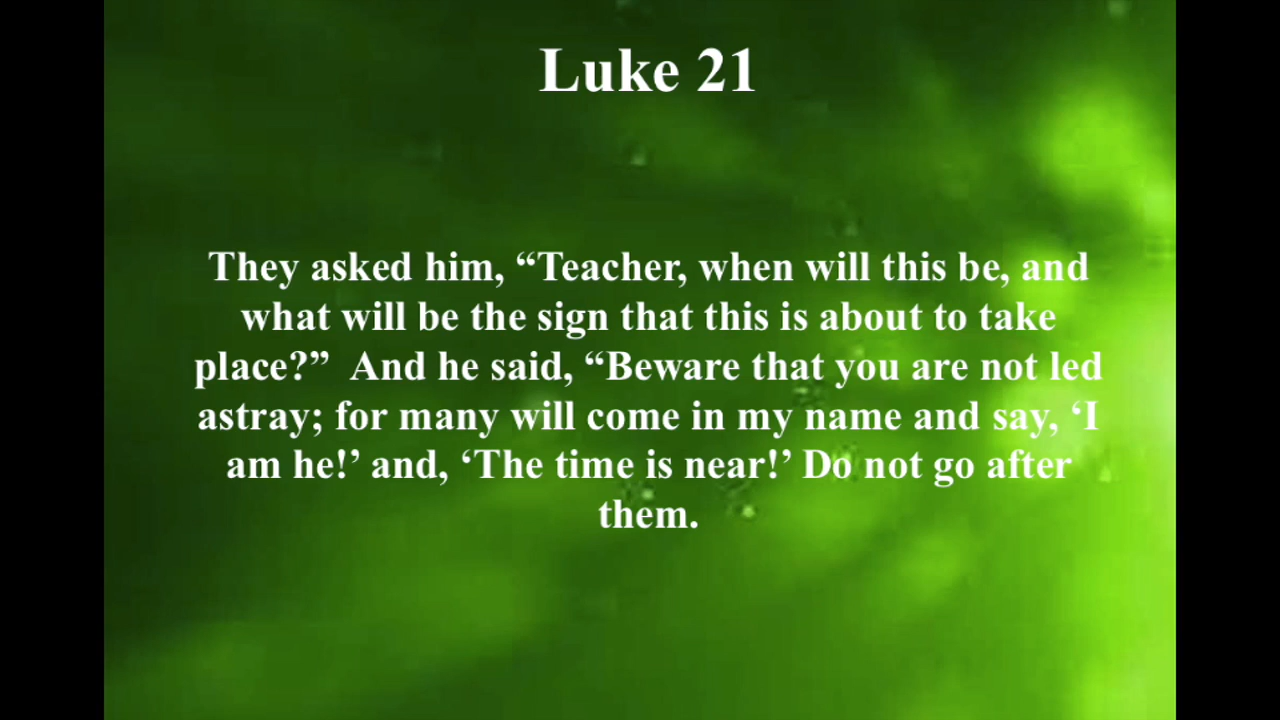 Luke 21
They asked him, “Teacher, when will this be, and
what will be the sign that this is about to take
place?”  And he said, “Beware that you are not led
astray; for many will come in my name and say, ‘I
am he!’ and, ‘The time is near!’ Do not go after
them.